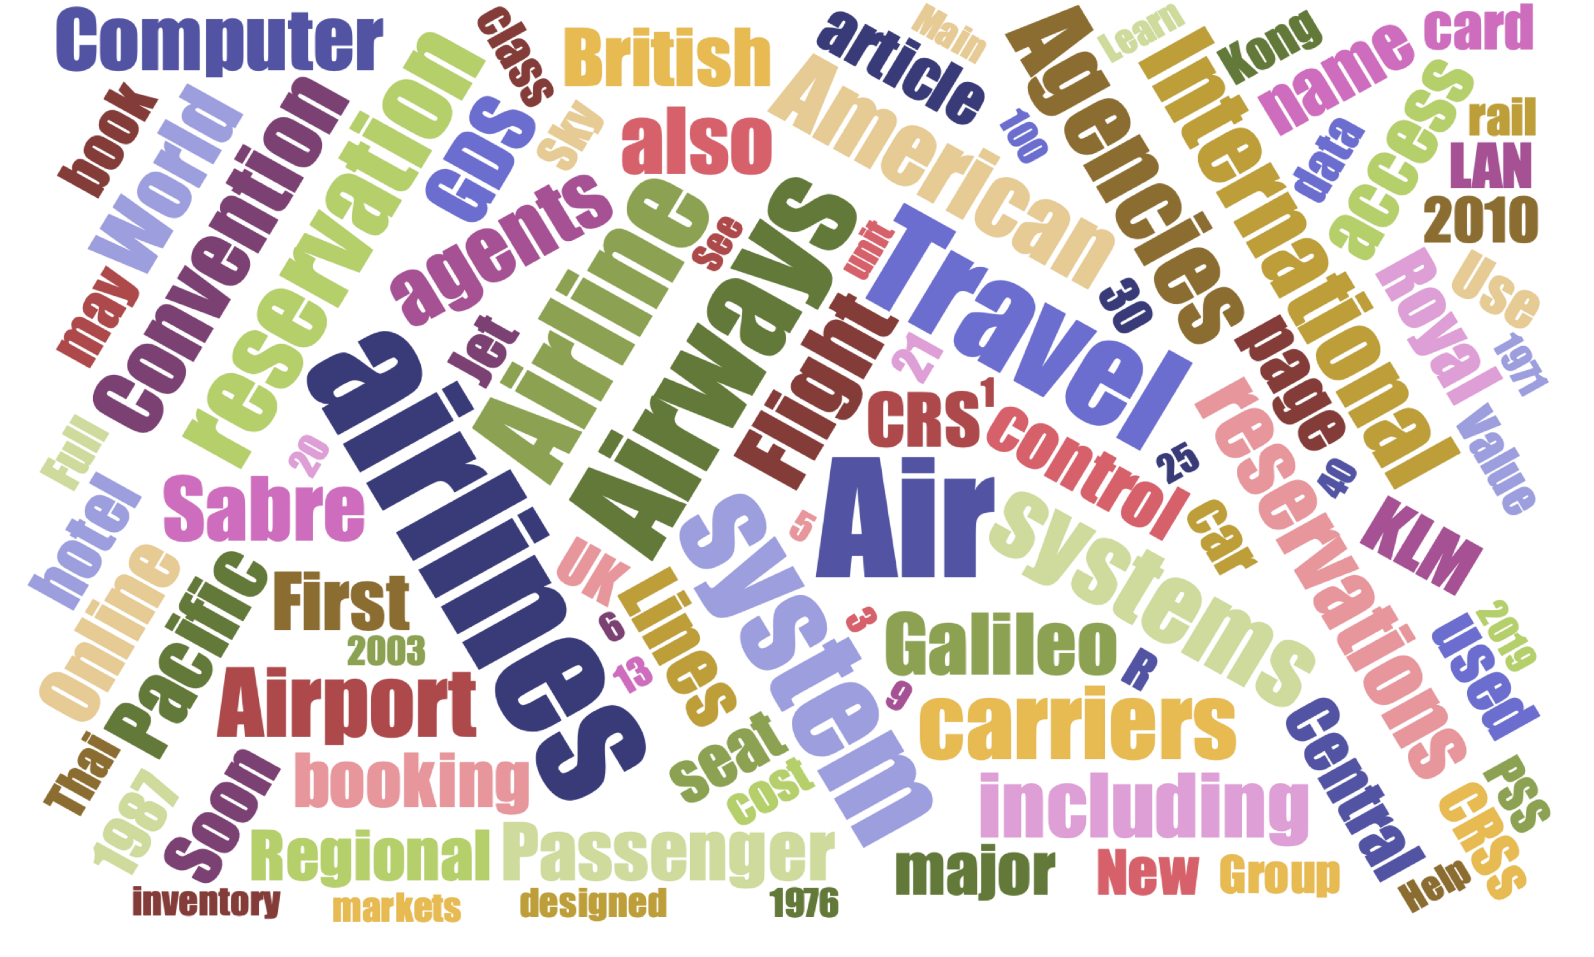 Computer
class
British
Main
article
Agencies
Learn
International
Kong
name
card
book
World
Convention
reservation
GDS
Sky
also
American
100
data
access
rail
LAN
2010
may
agents
Airline
see
Airways
unit
Travel
30
Royal
Use
1971
Jet
Flight
21
page
airlines
CRS
1
control
25
reservations
40
value
Full
20
Sabre
hotel
Air
systems
5
car
KLM
Online
Pacific
First
2003
UK
6
13
Lines
system
3
Galileo
R
9
used
2019
Airport
carriers
Central
Thai
1987
Soon
booking
seat
cost
including
PSS
CRSs
Regional
Passenger
major
New
Group
Help
inventory
markets
designed
1976